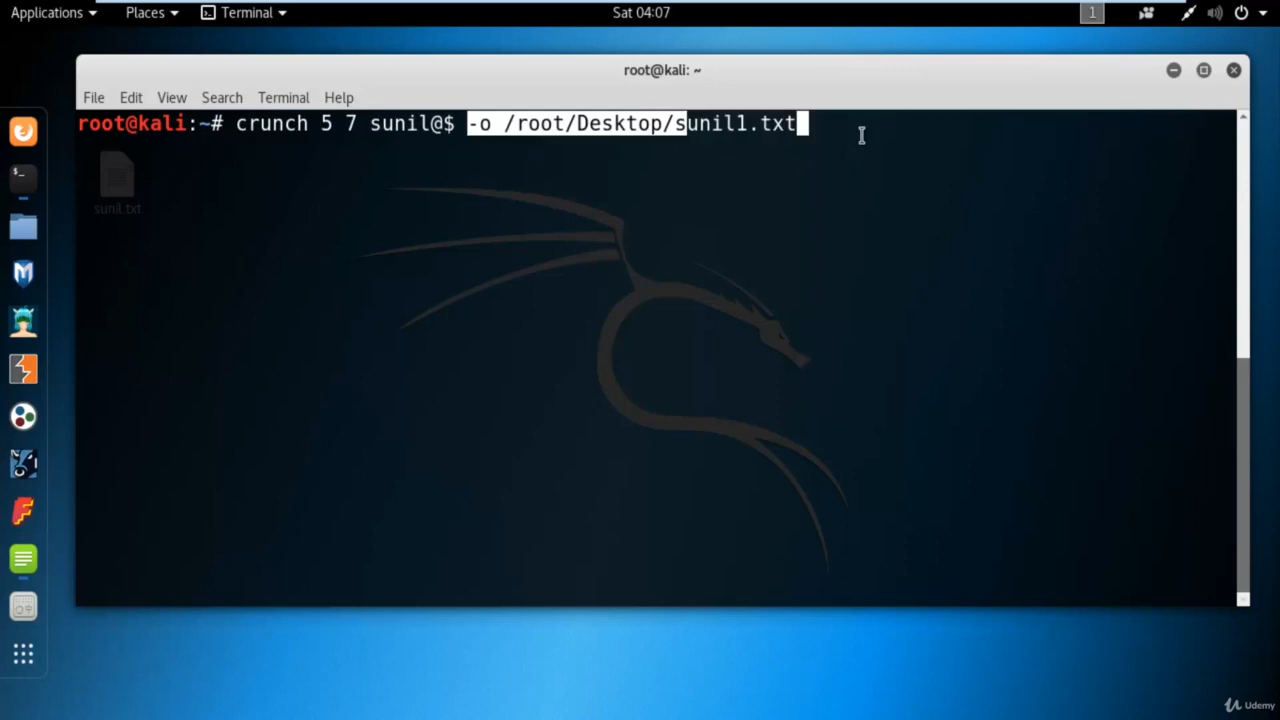 Applications Places Terminal Sat 04:07 1
root@kali: ~
File Edit View Search Terminal Help
root@kali:~# crunch 5 7 sunil@$ -o /root/Desktop/sunil1.txt
sunil.txt
Udemy